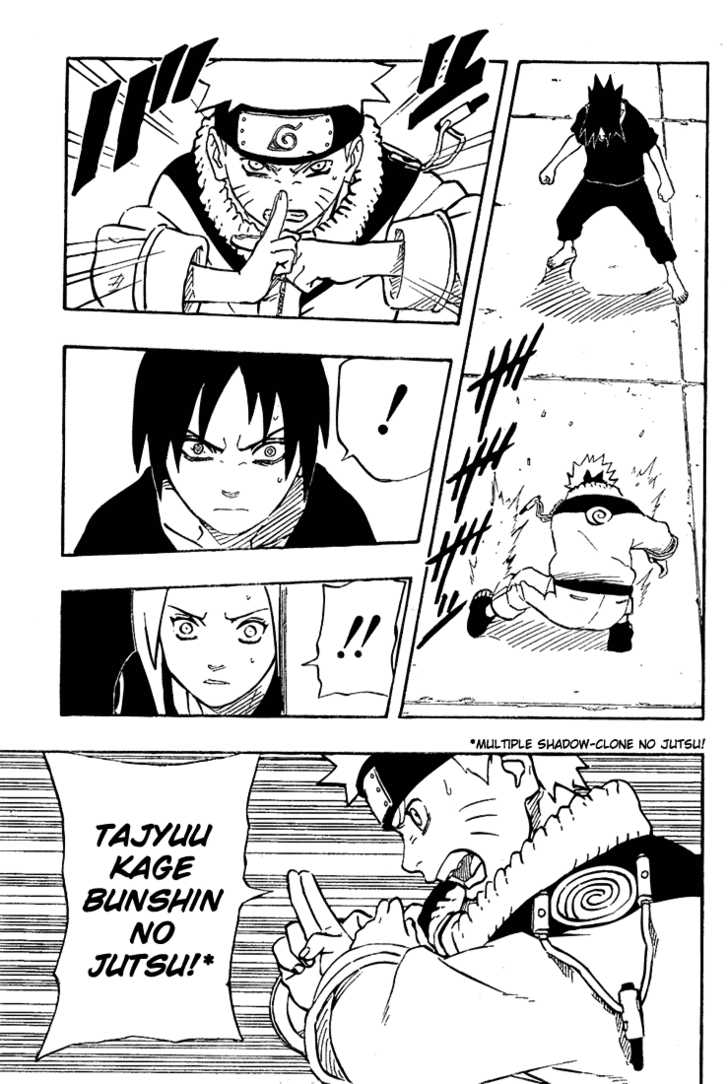 !
!!
*MULTIPLE SHADOW-CLONE NO JUTSU!
TAJYUU
KAGE
BUNSHIN
NO
JUTSU!*